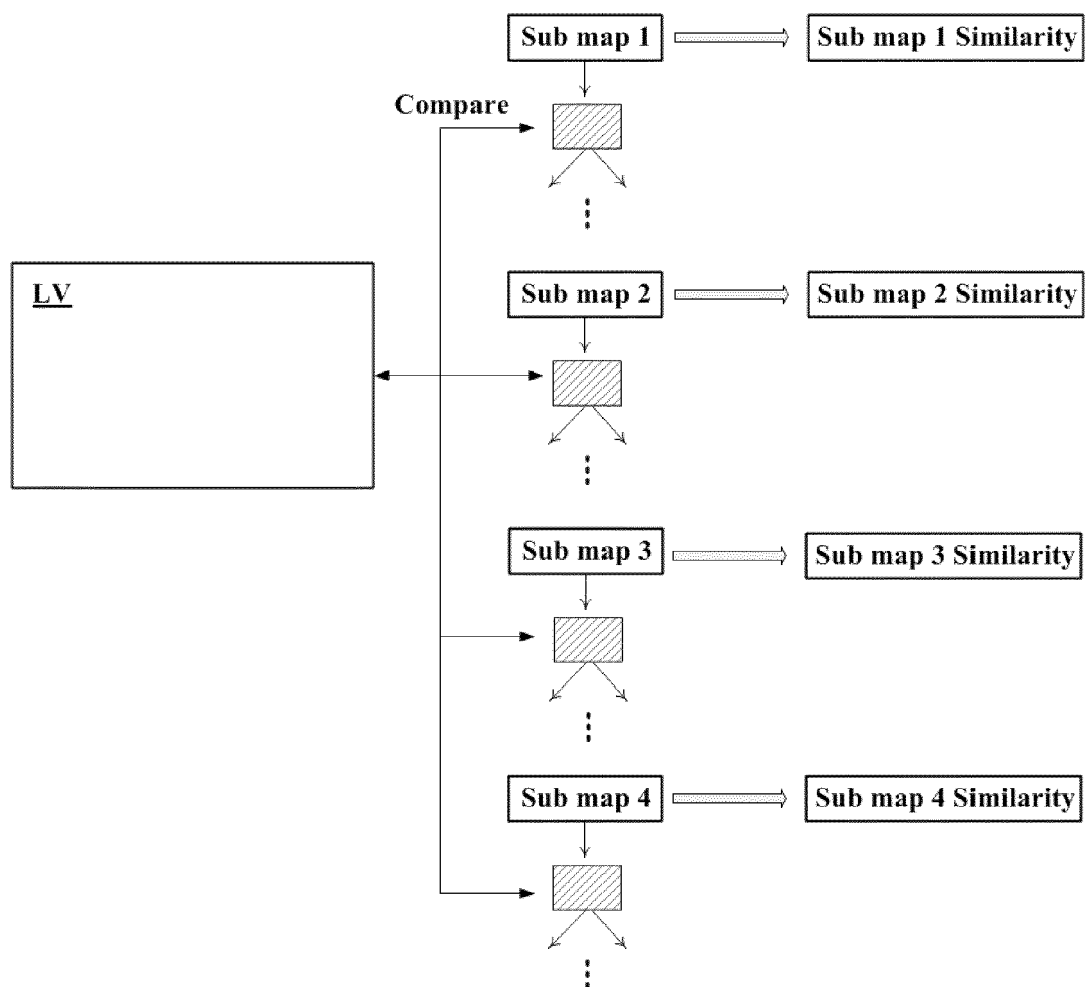 Sub map 1
Sub map 1 Similarity
Compare
LV
Sub map 2
Sub map 2 Similarity
Sub map 3
Sub map 3 Similarity
Sub map 4
Sub map 4 Similarity